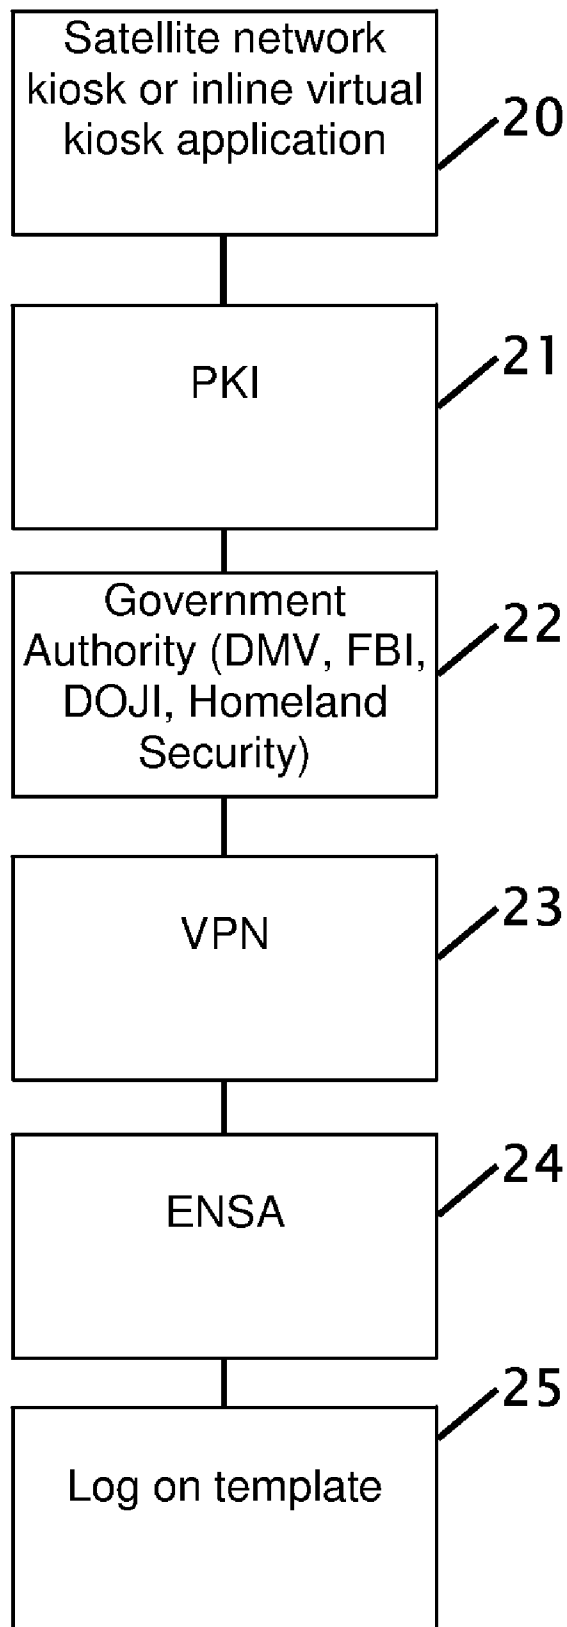 Satellite network
kiosk or inline virtual
kiosk application
20
PKI
21
Government
Authority (DMV, FBI,
DOJI, Homeland
Security)
22
VPN
23
ENSA
24
Log on template
25